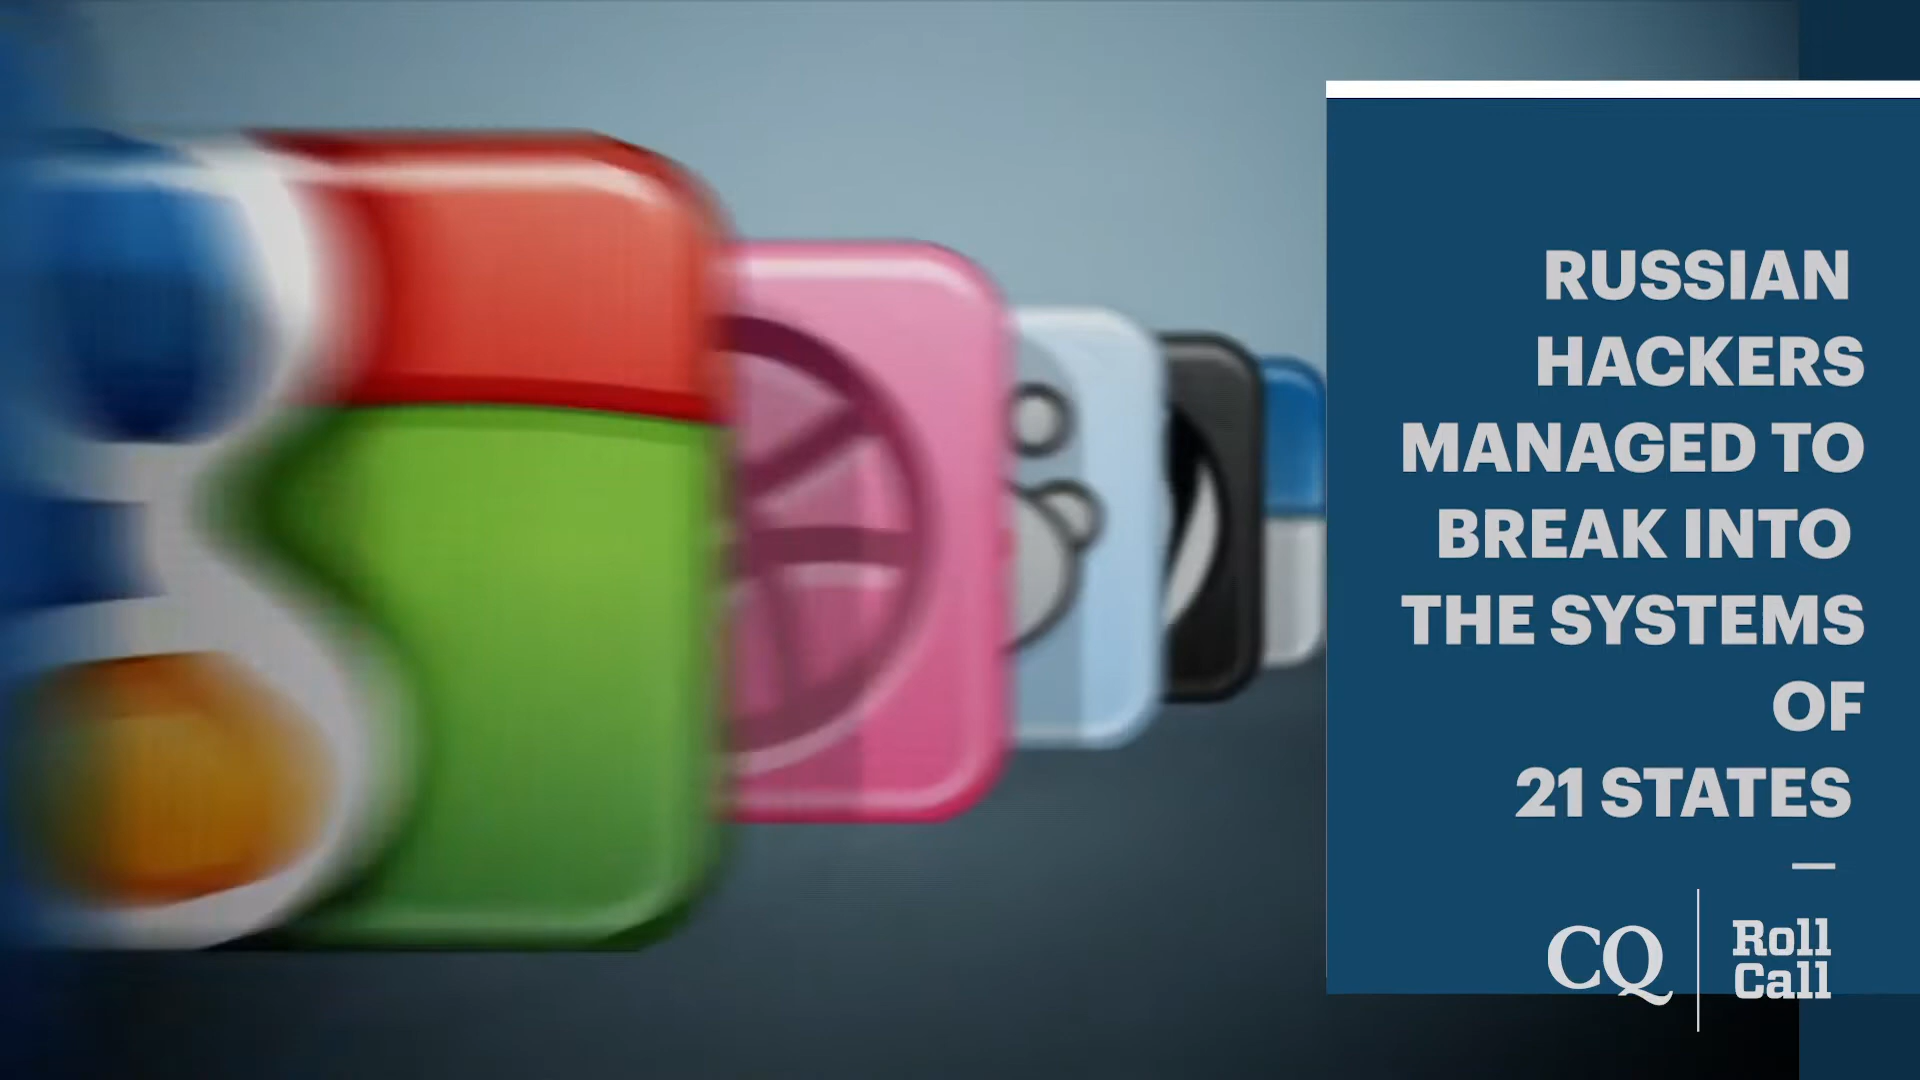 RUSSIAN
HACKERS
MANAGED TO
BREAK INTO
THE SYSTEMS
OF
21 STATES
CQ
Roll
Call